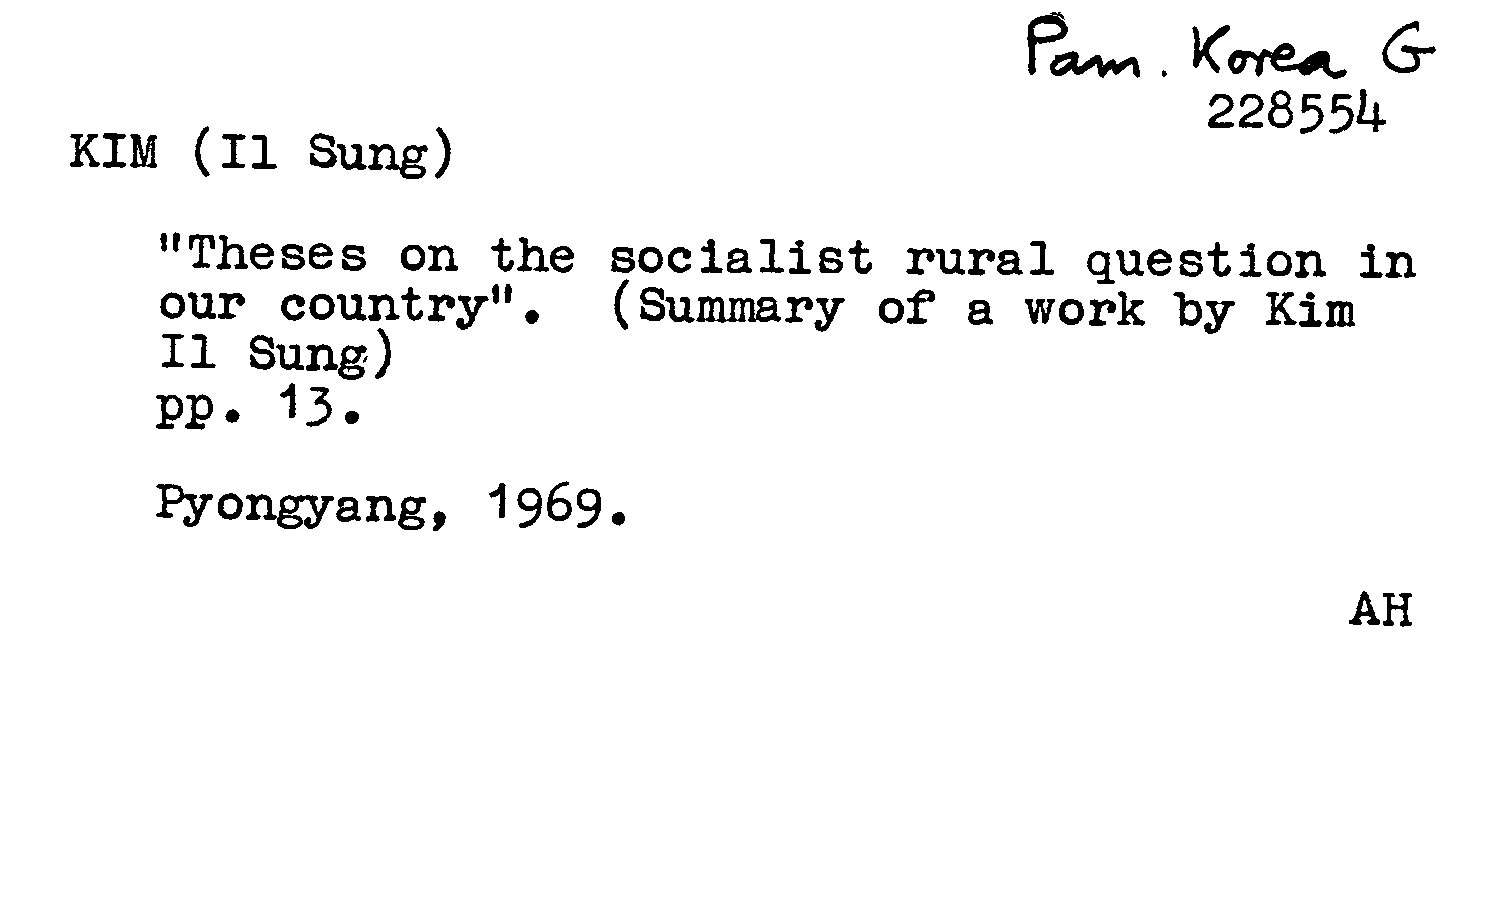 Pam. Korea G
228554
KIM (Il Sung)
"Theses on the socialist rural question in
our country". (Summary of a work by Kim
Il Sung)
pp. 13.
Pyongyang, 1969.
AH